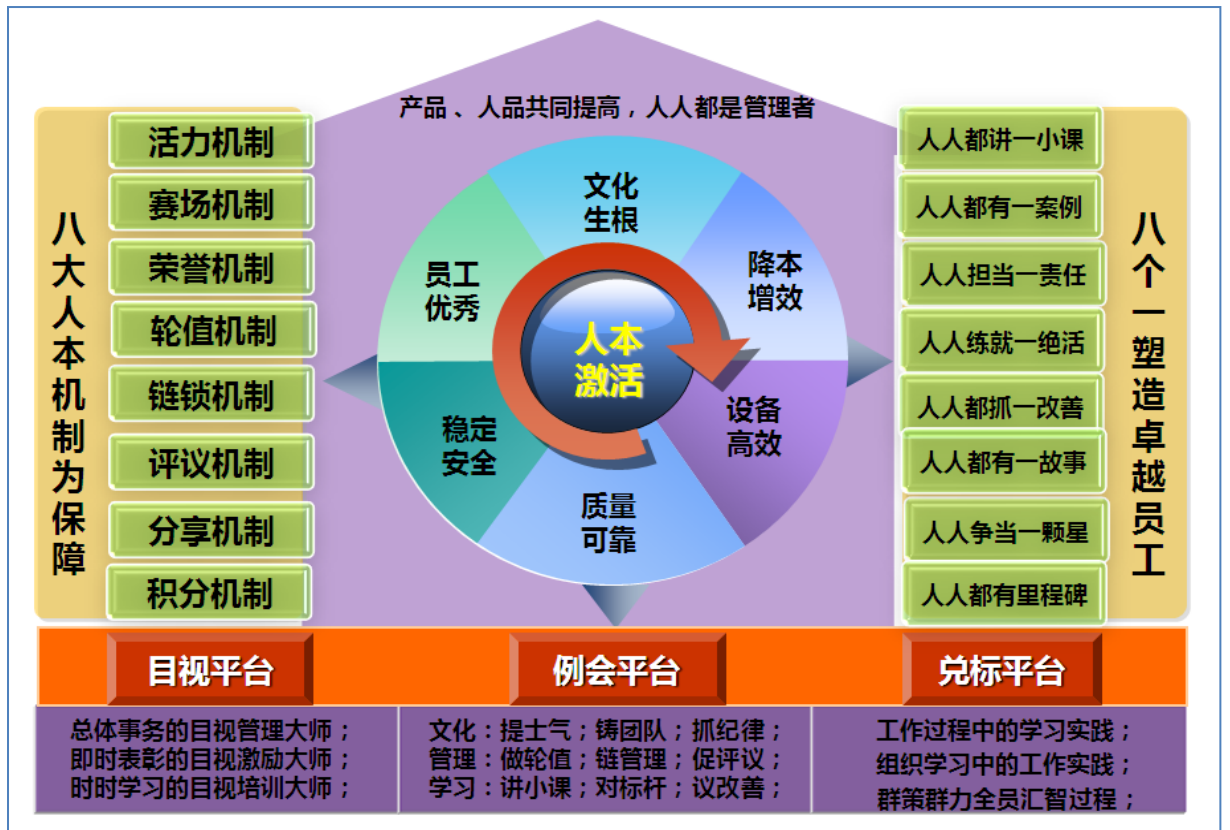 产品、人品共同提高，人人都是管理者
八大人本机制为保障
活力机制
赛场机制
荣誉机制
轮值机制
链锁机制
评议机制
分享机制
积分机制
文化
生根
员工
优秀
降本
增效
人本
激活
稳定
安全
设备
高效
质量
可靠
人人都讲一小课
人人都有一案例
人人担当一责任
人人练就一绝活
人人都抓一改善
人人都有一故事
人人争当一颗星
人人都有里程碑
八个一塑造卓越员工
目视平台
总体事务的目视管理大师；
即时表彰的目视激励大师；
时时学习的目视培训大师；
例会平台
文化：提士气；铸团队；抓纪律；
管理：做轮值；链管理；促评议；
学习：讲小课；对标杆；议改善；
兑标平台
工作过程中的学习实践；
组织学习中的工作实践；
群策群力全员汇智过程；